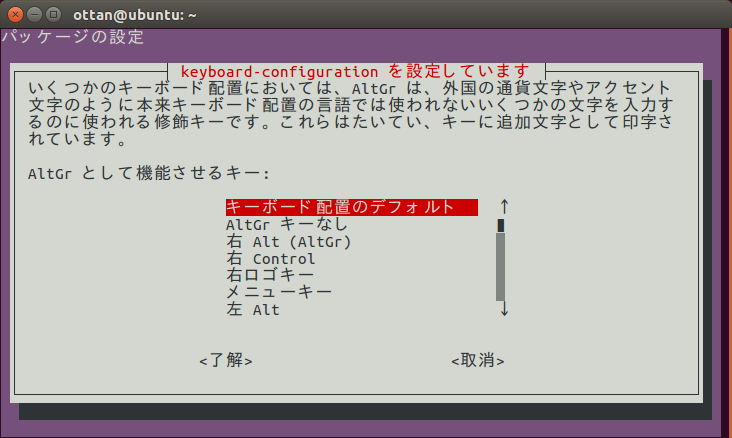 ottan@ubuntu: ~
パッケージの設定
keyboard-configuration を設定しています
いくつかのキーボード配置においては、AltGr は、外国の通貨文字やアクセント
文字のように本来キーボード配置の言語では使われないいくつかの文字を入力す
るのに使われる修飾キーです。これらはたいてい、キーに追加文字として印字さ
れています。
AltGr として機能させるキー:
キーボード配置のデフォルト ↑
AltGr キーなし
右 Alt (AltGr)
右 Control
右ロゴキー
メニューキー
左 Alt ↓
<了解> <取消>